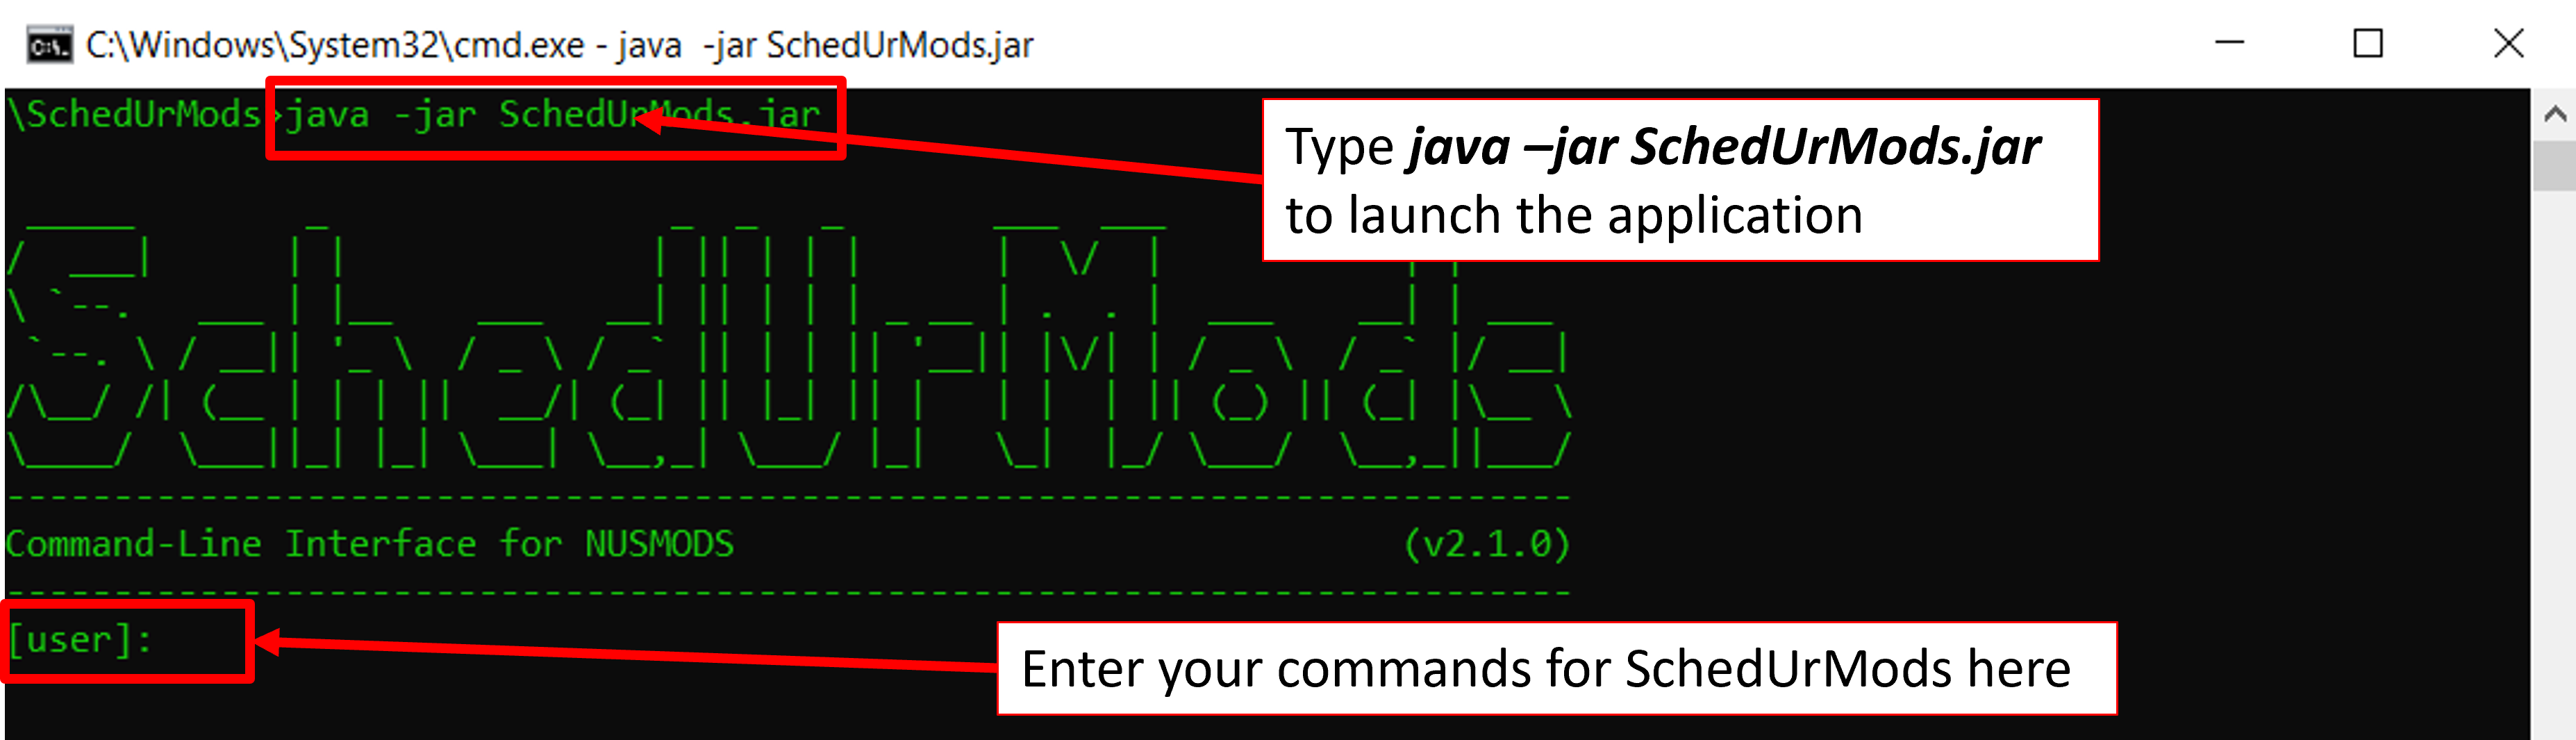 C:\Windows\System32\cmd.exe - java  -jar SchedUrMods.jar
\SchedUrMods>java -jar SchedUrMods.jar
Type java –jar SchedUrMods.jar
to launch the application
SchedUrMods
Command-Line Interface for NUSMODS (v2.1.0)
[user]:
Enter your commands for SchedUrMods here